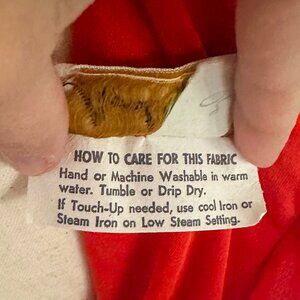 HOW TO CARE FOR THIS FABRIC
Hand or Machine Washable in warm
water. Tumble or Drip Dry.
If Touch-Up needed, use cool Iron or
Steam Iron on Low Steam Setting.